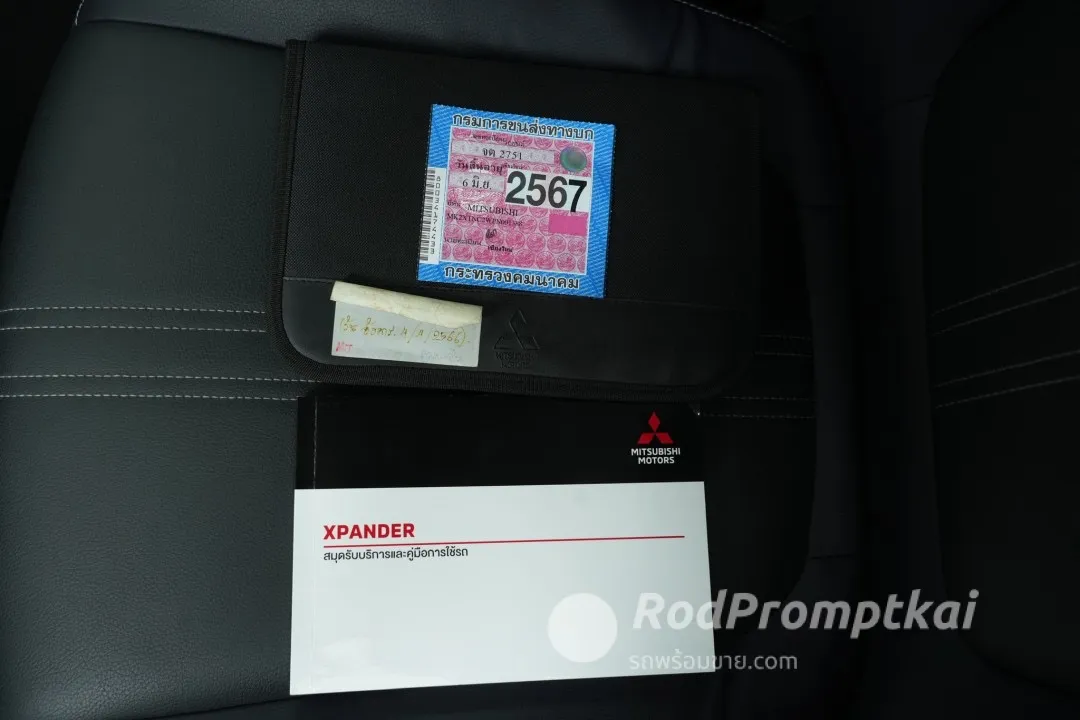 กรมการขนส่งทางบก
จด 2751
วันสิ้นอายุ
6 มิ.ย.
2567
MITSUBISHI
กระทรวงคมนาคม
MITSUBISHI
MOTORS
XPANDER
สมุดรับบริการและคู่มือการใช้รถ
RodPromptkai
รถพร้อมขาย.com